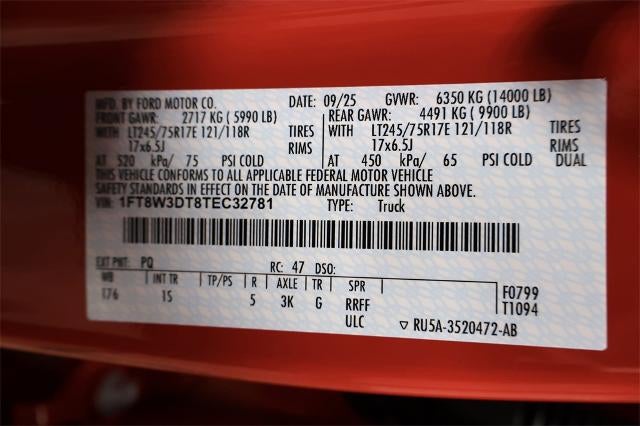 MFD. BY FORD MOTOR CO. DATE: 09/25 GVWR: 6350 KG (14000 LB)
FRONT GAWR: 2717 KG ( 5990 LB) REAR GAWR: 4491 KG ( 9900 LB)
WITH LT245/75R17E 121/118R TIRES WITH LT245/75R17E 121/118R TIRES
17x6.5J RIMS 17x6.5J RIMS
AT 520 kPa/ 75 PSI COLD AT 450 kPa/ 65 PSI COLD DUAL
THIS VEHICLE CONFORMS TO ALL APPLICABLE FEDERAL MOTOR VEHICLE
SAFETY STANDARDS IN EFFECT ON THE DATE OF MANUFACTURE SHOWN ABOVE.
VIN: 1FT8W3DT8TEC32781 TYPE: Truck
EXT PNT: PQ RC: 47 DSO:
WB INT TR TP/PS R AXLE TR SPR F0799
176 1S 5 3K G RRFF T1094
ULC RU5A-3520472-AB